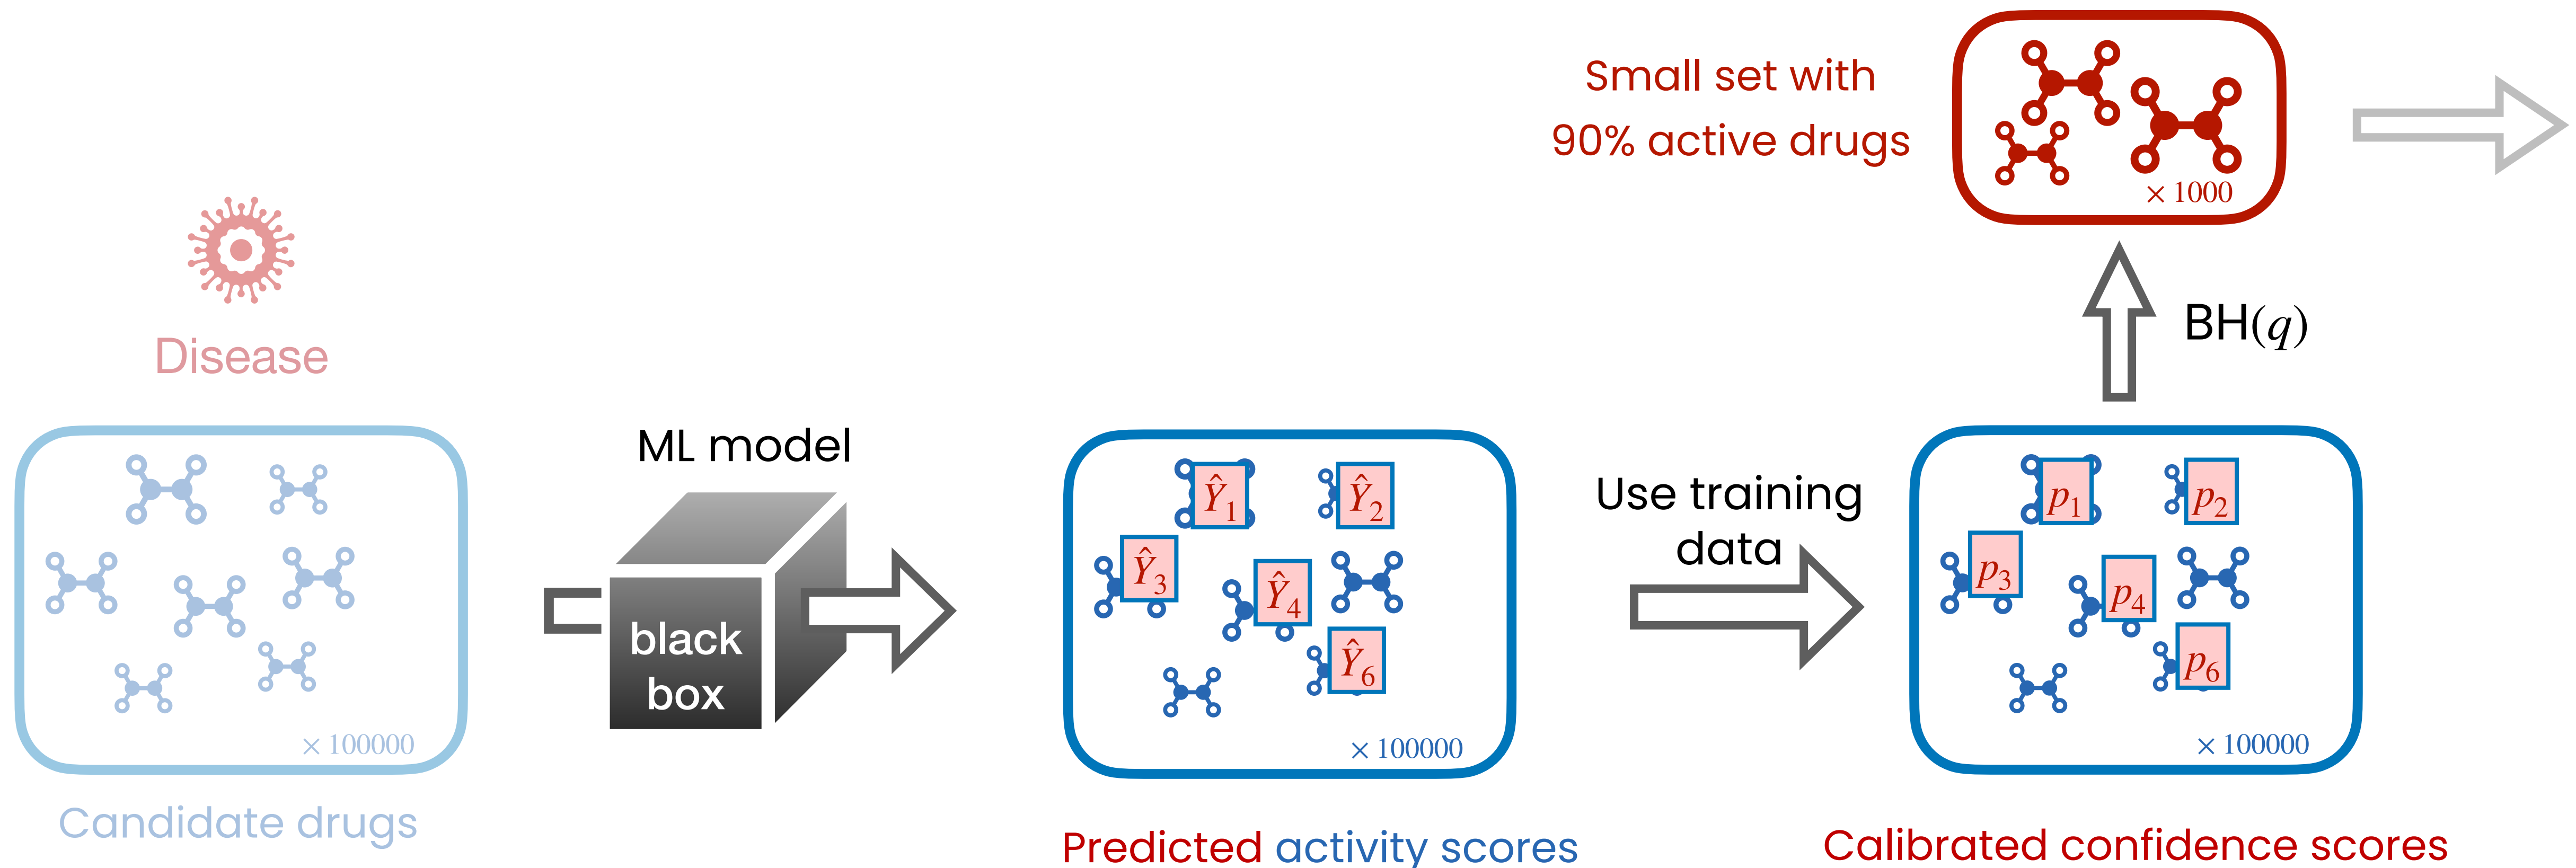 Small set with
90% active drugs
× 1000
BH(q)
Disease
× 100000
Candidate drugs
ML model
black
box
Ŷ1
Ŷ2
Ŷ3
Ŷ4
Ŷ6
× 100000
Predicted activity scores
Use training
data
p1
p2
p3
p4
p6
× 100000
Calibrated confidence scores